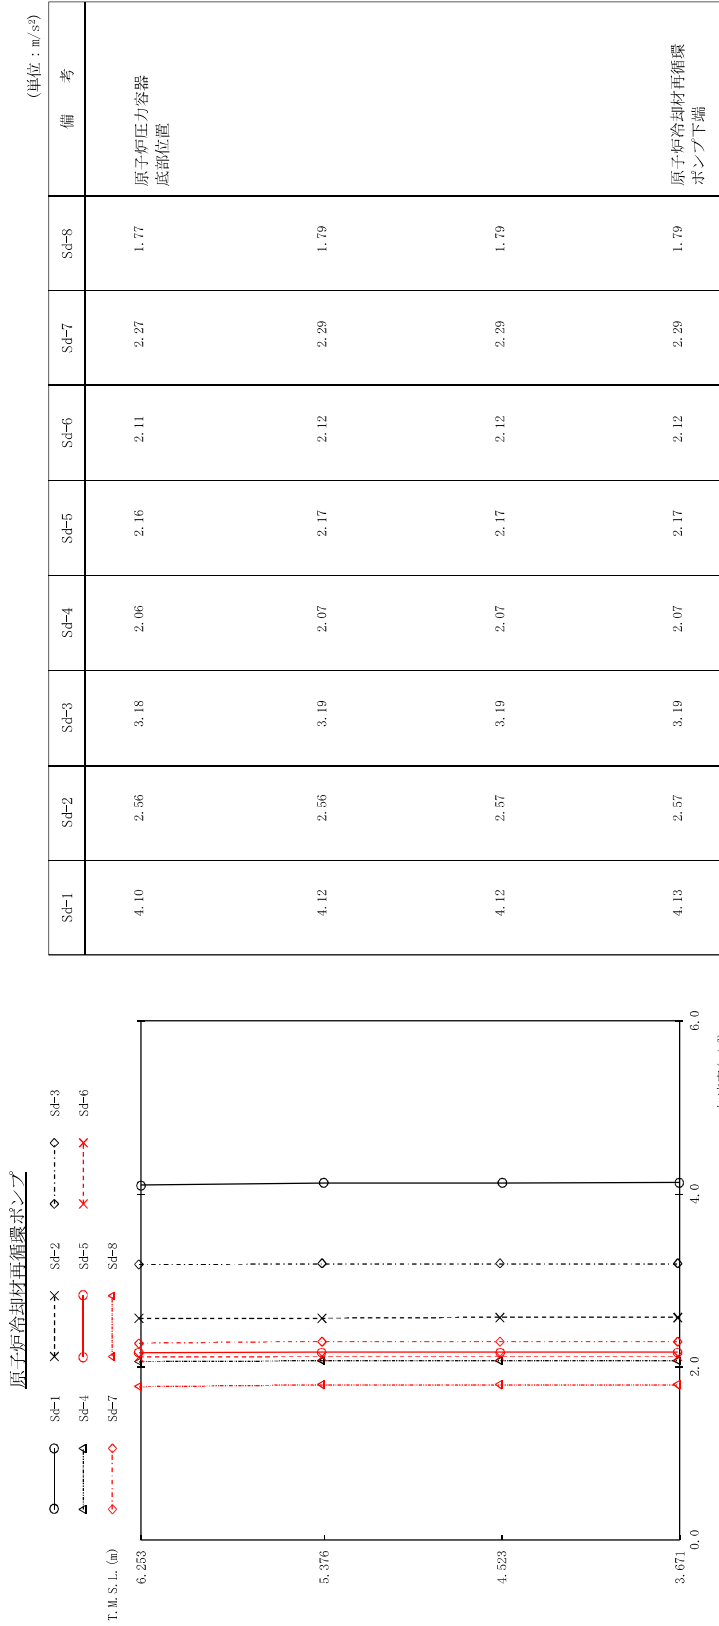 原子炉冷却材再循環ポンプ
Sd-1 Sd-2 Sd-3
Sd-4 Sd-5 Sd-6
Sd-7 Sd-8
T.M.S.L.(m)
6.253
5.376
4.523
3.671
0.0 2.0 4.0 6.0
(単位：m/s²)
Sd-1 Sd-2 Sd-3 Sd-4 Sd-5 Sd-6 Sd-7 Sd-8 備考
4.10 2.56 3.18 2.06 2.16 2.11 2.27 1.77 原子炉圧力容器
底部位置
4.12 2.56 3.19 2.07 2.17 2.12 2.29 1.79
4.12 2.57 3.19 2.07 2.17 2.12 2.29 1.79
4.13 2.57 3.19 2.07 2.17 2.12 2.29 1.79 原子炉冷却材再循環
ポンプ下端